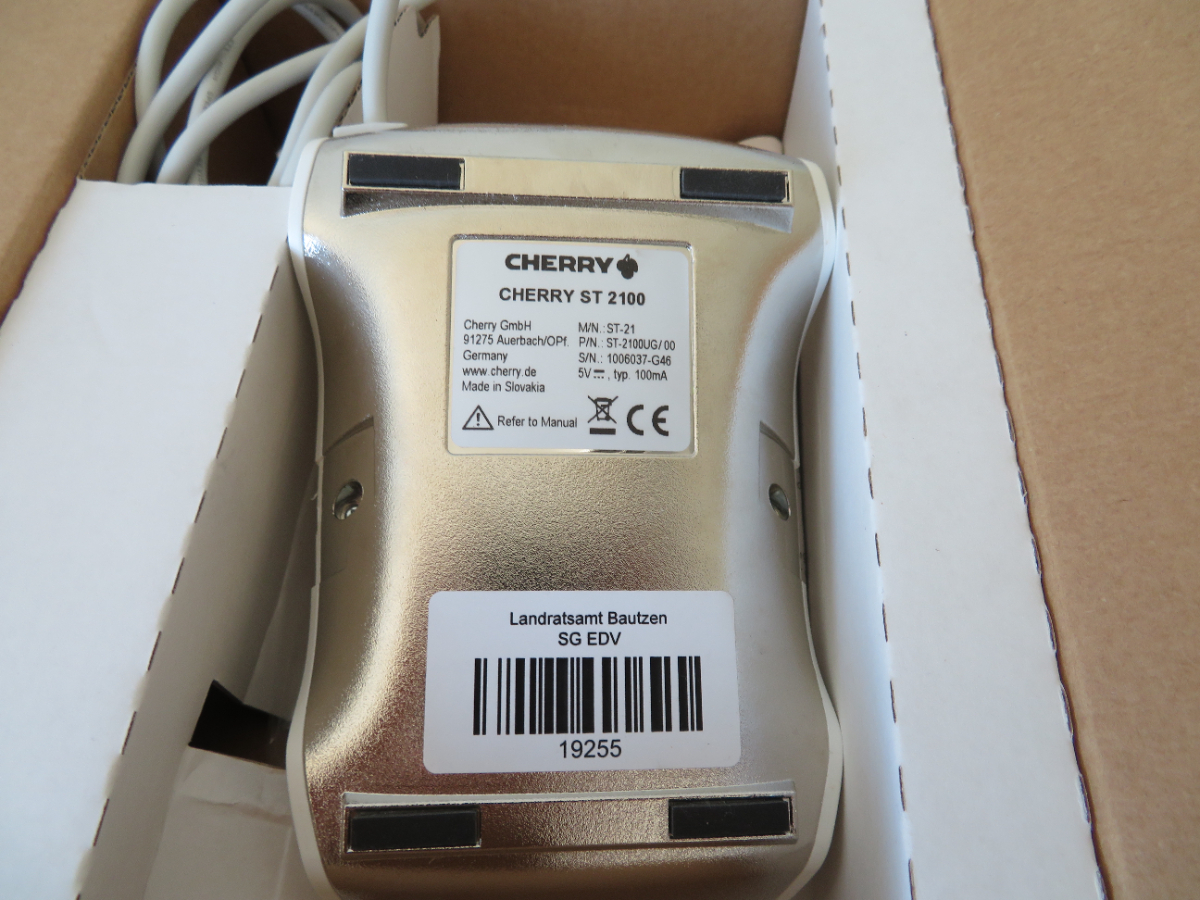 CHERRY
CHERRY ST 2100
Cherry GmbH
91275 Auerbach/OPf.
Germany
www.cherry.de
Made in Slovakia
M/N.: ST-21
P/N.: ST-2100UG/00
S/N.: 1006037-G46
5V⎓, typ. 100mA
Refer to Manual
CE
Landratsamt Bautzen
SG EDV
19255